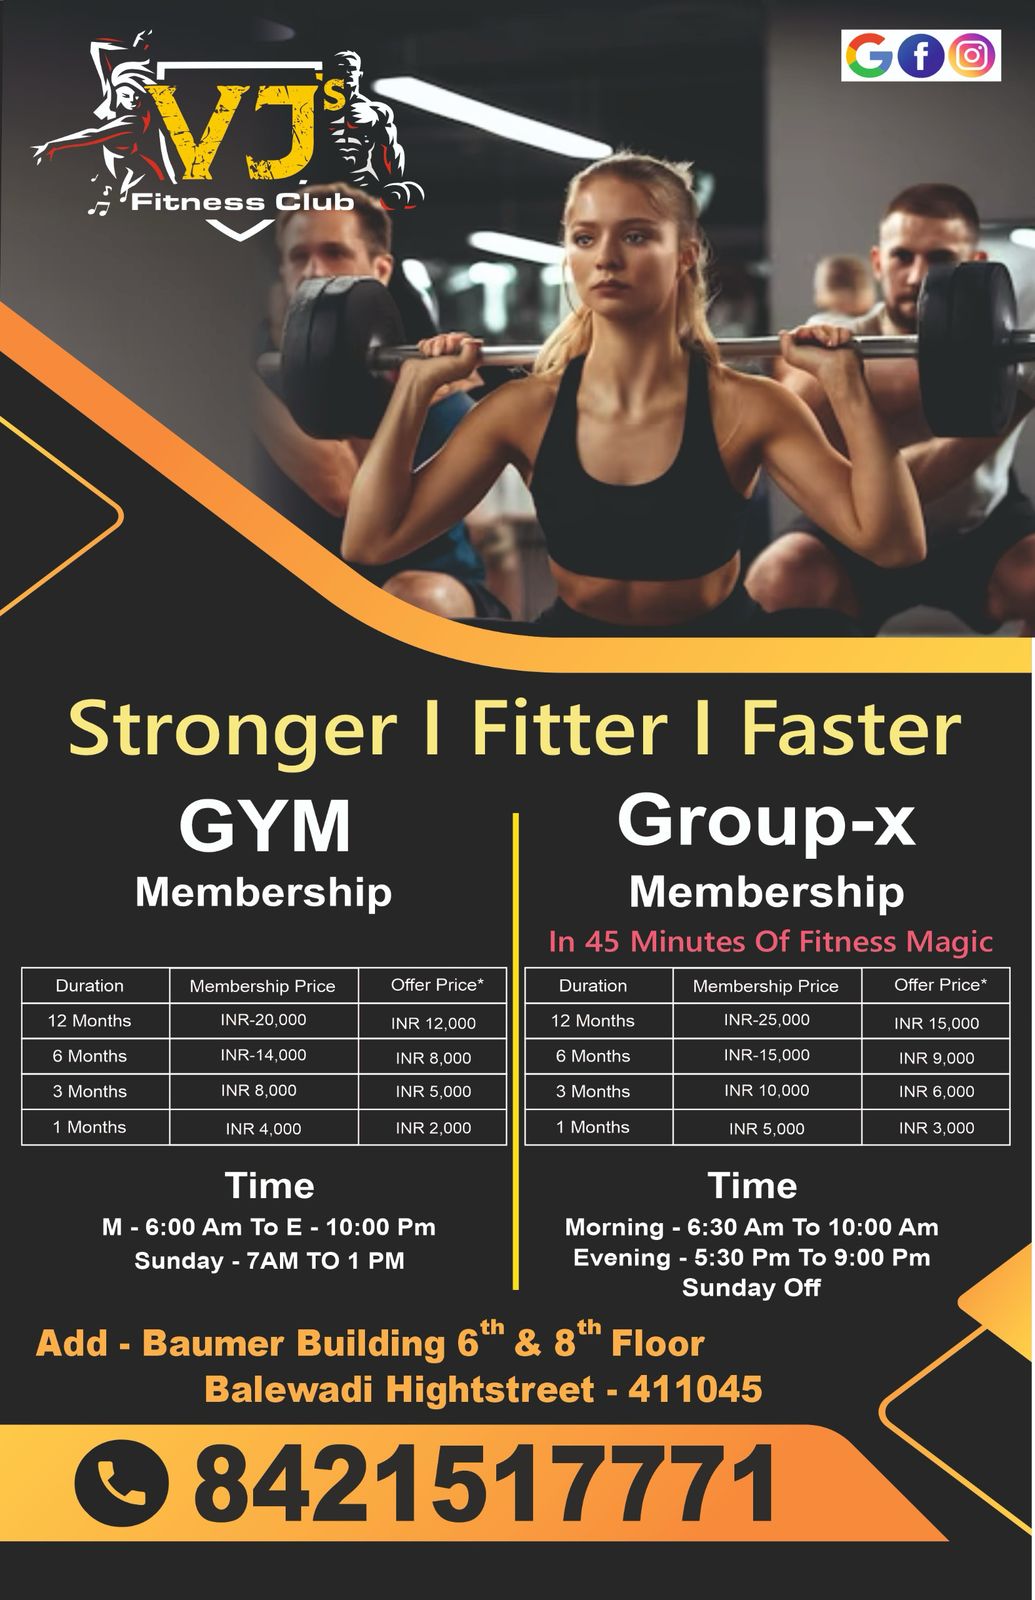 VJ'S
Fitness Club
G f
Stronger I Fitter I Faster
GYM
Membership
Duration Membership Price Offer Price*
12 Months INR-20,000 INR 12,000
6 Months INR-14,000 INR 8,000
3 Months INR 8,000 INR 5,000
1 Months INR 4,000 INR 2,000
Time
M - 6:00 Am To E - 10:00 Pm
Sunday - 7AM TO 1 PM
Group-x
Membership
In 45 Minutes Of Fitness Magic
Duration Membership Price Offer Price*
12 Months INR-25,000 INR 15,000
6 Months INR-15,000 INR 9,000
3 Months INR 10,000 INR 6,000
1 Months INR 5,000 INR 3,000
Time
Morning - 6:30 Am To 10:00 Am
Evening - 5:30 Pm To 9:00 Pm
Sunday Off
Add - Baumer Building 6th & 8th Floor
Balewadi Hightstreet - 411045
8421517771